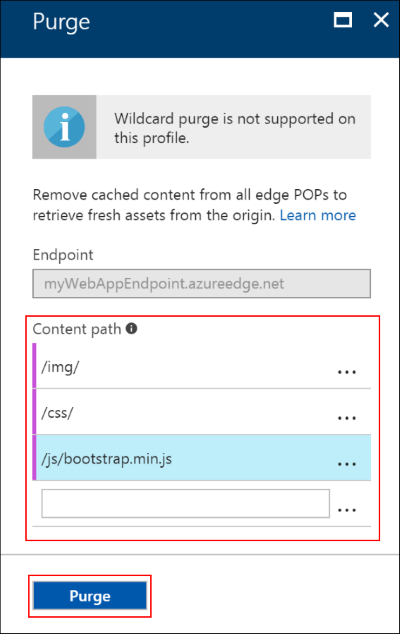 Purge
Wildcard purge is not supported on
this profile.
Remove cached content from all edge POPs to
retrieve fresh assets from the origin. Learn more
Endpoint
myWebAppEndpoint.azureedge.net
Content path
/img/
...
/css/
...
/js/bootstrap.min.js
...
...
Purge